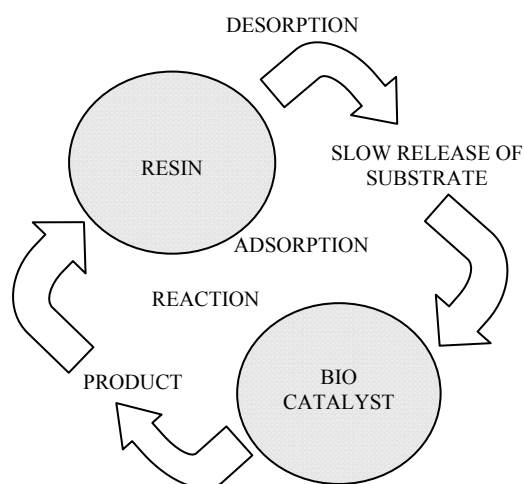 DESORPTION
RESIN
SLOW RELEASE OF
SUBSTRATE
ADSORPTION
REACTION
PRODUCT
BIO
CATALYST